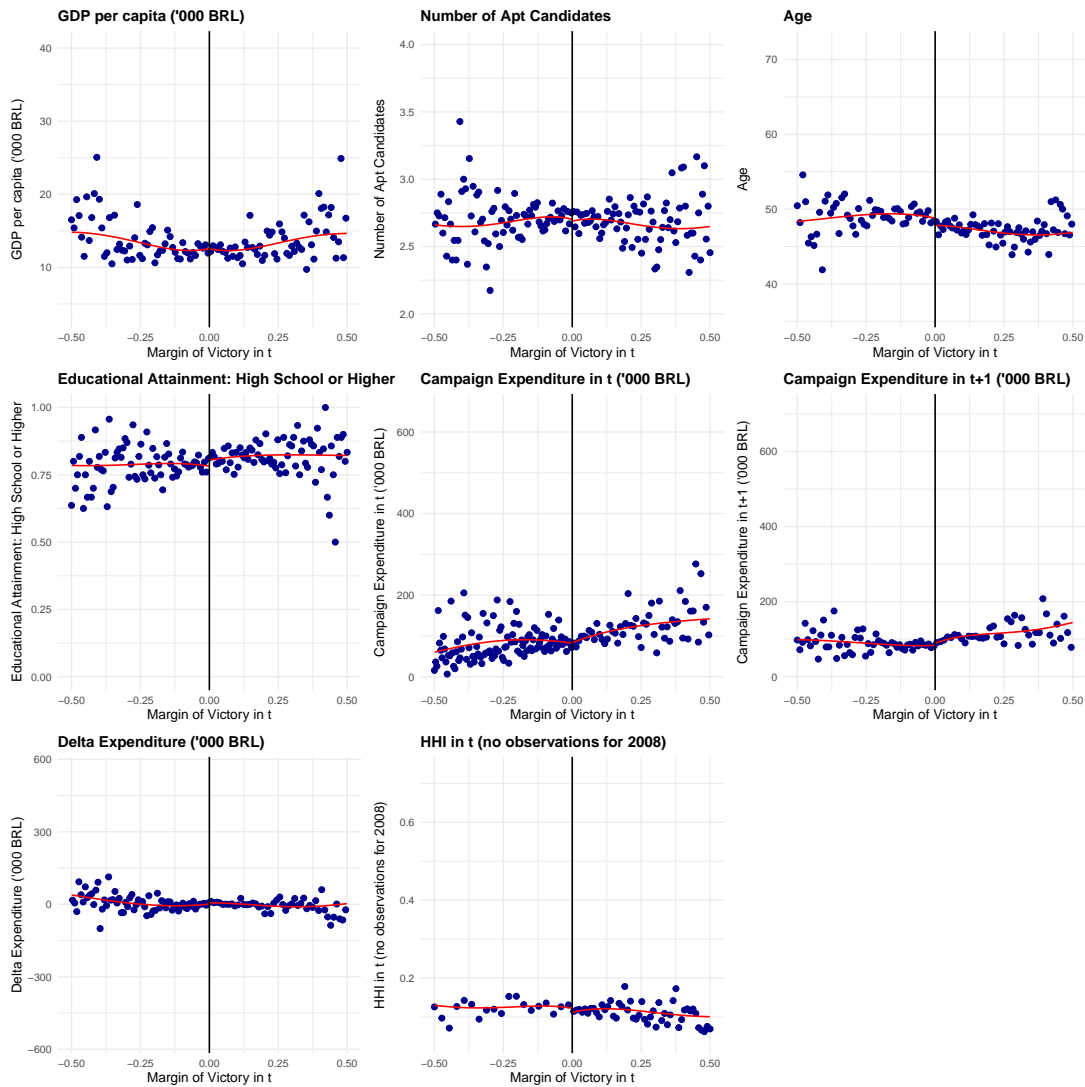 GDP per capita ('000 BRL)
GDP per capita ('000 BRL)
40
30
20
10
−0.50 −0.25 0.00 0.25 0.50
Margin of Victory in t
Number of Apt Candidates
Number of Apt Candidates
4.0
3.5
3.0
2.5
2.0
−0.50 −0.25 0.00 0.25 0.50
Margin of Victory in t
Age
Age
70
60
50
40
−0.50 −0.25 0.00 0.25 0.50
Margin of Victory in t
Educational Attainment: High School or Higher
Educational Attainment: High School or Higher
1.00
0.75
0.50
0.25
0.00
−0.50 −0.25 0.00 0.25 0.50
Margin of Victory in t
Campaign Expenditure in t ('000 BRL)
Campaign Expenditure in t ('000 BRL)
600
400
200
0
−0.50 −0.25 0.00 0.25 0.50
Margin of Victory in t
Campaign Expenditure in t+1 ('000 BRL)
Campaign Expenditure in t+1 ('000 BRL)
600
400
200
0
−0.50 −0.25 0.00 0.25 0.50
Margin of Victory in t
Delta Expenditure ('000 BRL)
Delta Expenditure ('000 BRL)
600
300
0
−300
−600
−0.50 −0.25 0.00 0.25 0.50
Margin of Victory in t
HHI in t (no observations for 2008)
HHI in t (no observations for 2008)
0.6
0.4
0.2
−0.50 −0.25 0.00 0.25 0.50
Margin of Victory in t